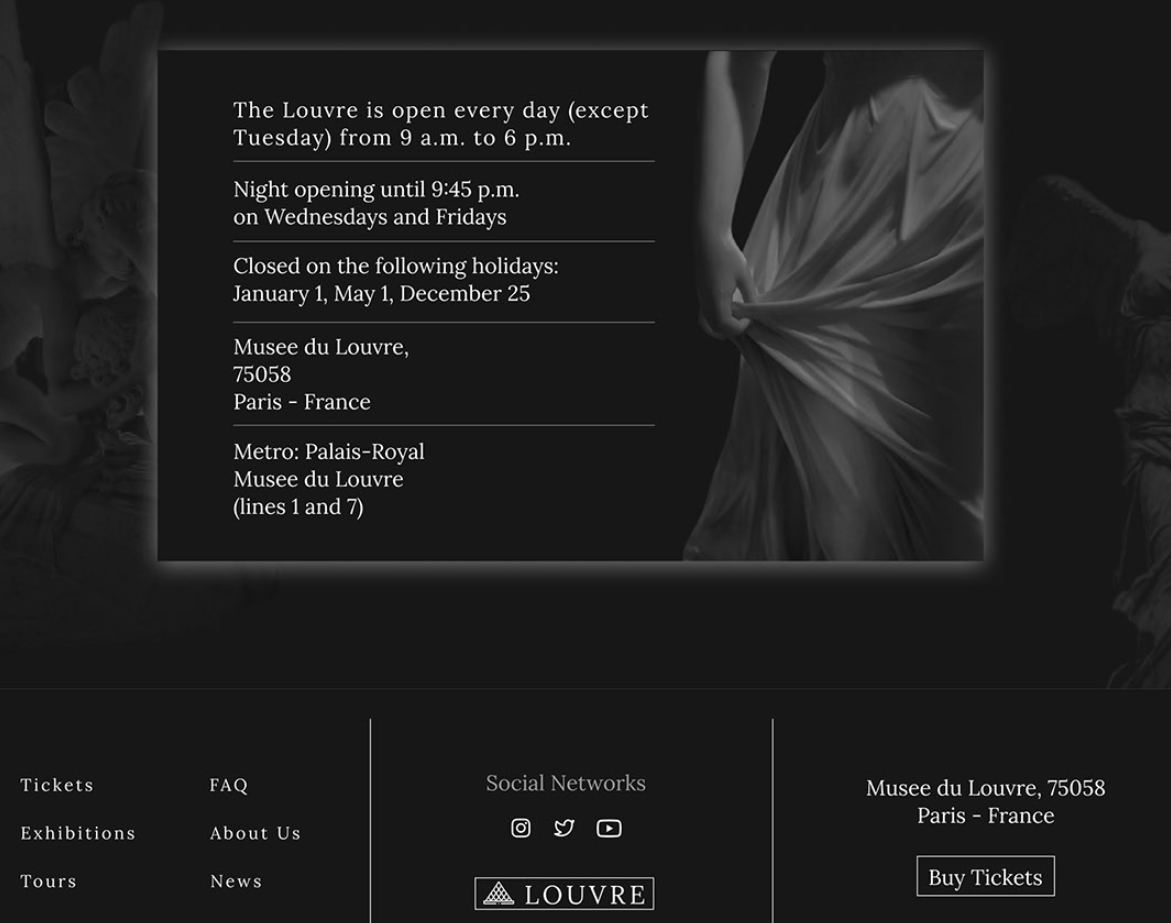 The Louvre is open every day (except
Tuesday) from 9 a.m. to 6 p.m.
Night opening until 9:45 p.m.
on Wednesdays and Fridays
Closed on the following holidays:
January 1, May 1, December 25
Musee du Louvre,
75058
Paris - France
Metro: Palais-Royal
Musee du Louvre
(lines 1 and 7)
Tickets
Exhibitions
Tours
FAQ
About Us
News
Social Networks
LOUVRE
Musee du Louvre, 75058
Paris - France
Buy Tickets